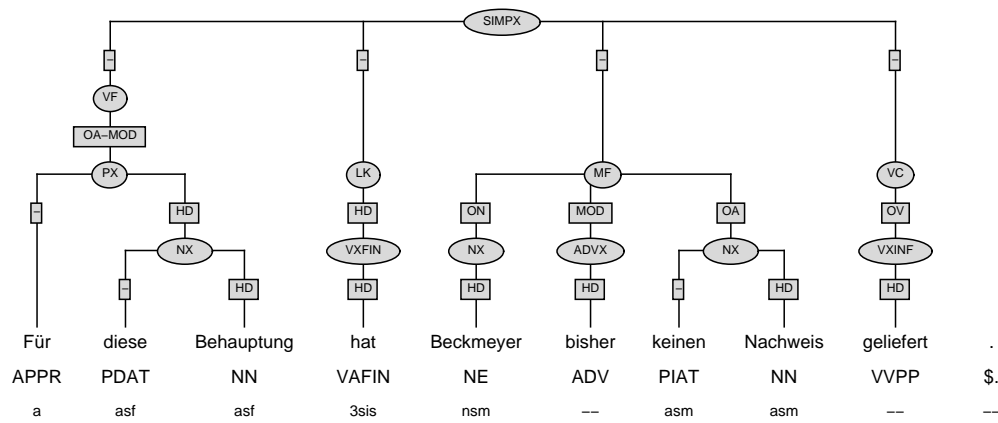 SIMPX
– – – –
VF
OA–MOD
PX LK MF VC
– HD HD ON MOD OA OV
NX VXFIN NX ADVX NX VXINF
– HD HD HD HD – HD HD
Für diese Behauptung hat Beckmeyer bisher keinen Nachweis geliefert .
APPR PDAT NN VAFIN NE ADV PIAT NN VVPP $.
a asf asf 3sis nsm –– asm asm –– ––